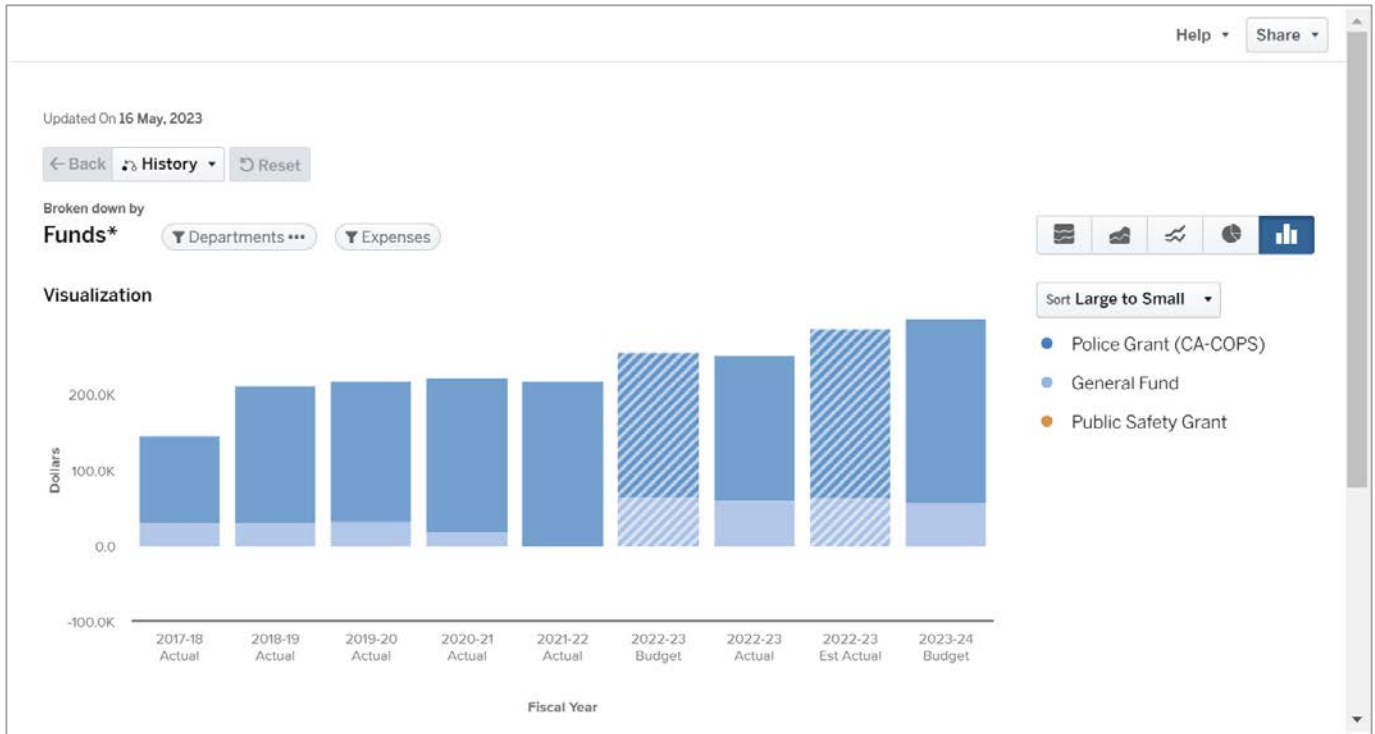 Help
Share
Updated On 16 May, 2023
Back
History
Reset
Broken down by
Funds*
Departments •••
Expenses
Visualization
Sort Large to Small
Police Grant (CA-COPS)
General Fund
Public Safety Grant
Dollars
200.0K
100.0K
0.0
-100.0K
2017-18 Actual
2018-19 Actual
2019-20 Actual
2020-21 Actual
2021-22 Actual
2022-23 Budget
2022-23 Actual
2022-23 Est Actual
2023-24 Budget
Fiscal Year